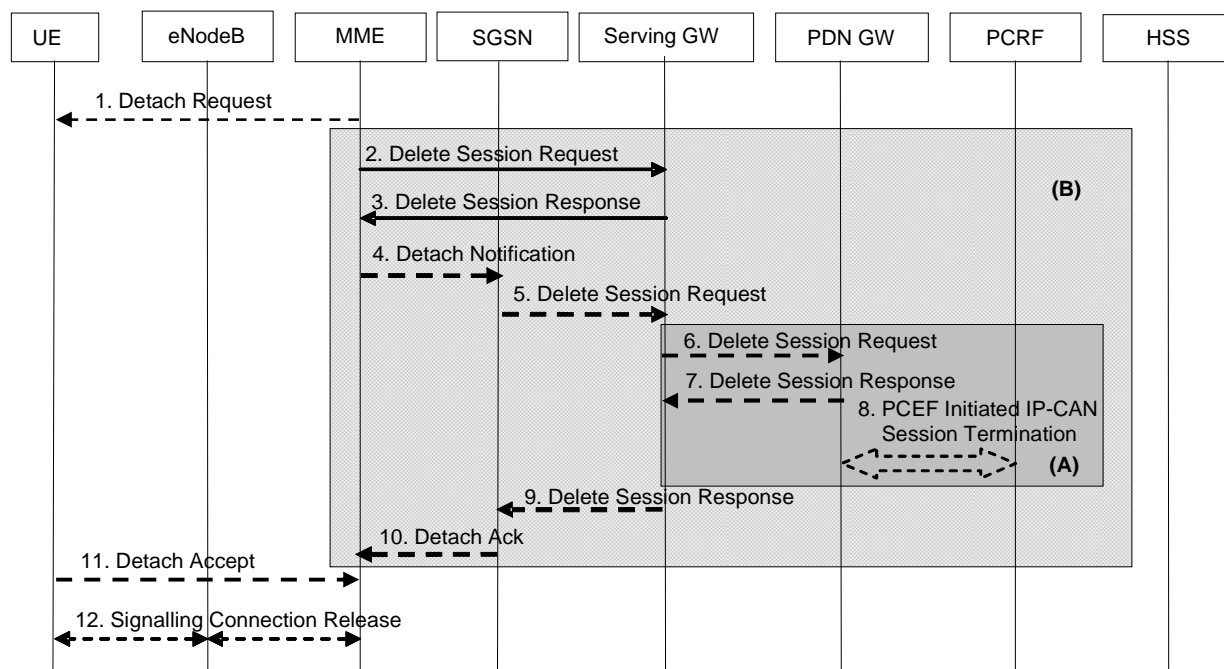 UE
eNodeB
MME
SGSN
Serving GW
PDN GW
PCRF
HSS
1. Detach Request
2. Delete Session Request
(B)
3. Delete Session Response
4. Detach Notification
5. Delete Session Request
6. Delete Session Request
7. Delete Session Response
8. PCEF Initiated IP-CAN
Session Termination
(A)
9. Delete Session Response
10. Detach Ack
11. Detach Accept
12. Signalling Connection Release